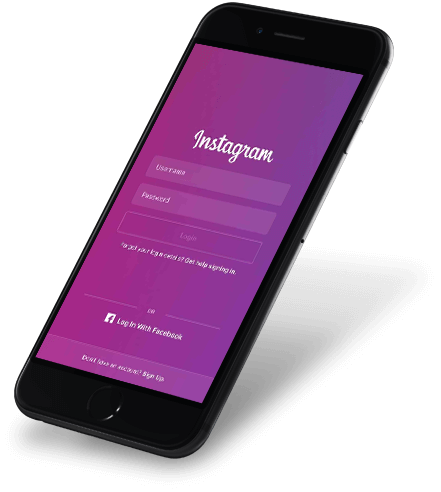 Instagram
Username
Password
Login
Forgot your login details? Get help signing in.
OR
Log In With Facebook
Don't have an account? Sign Up.